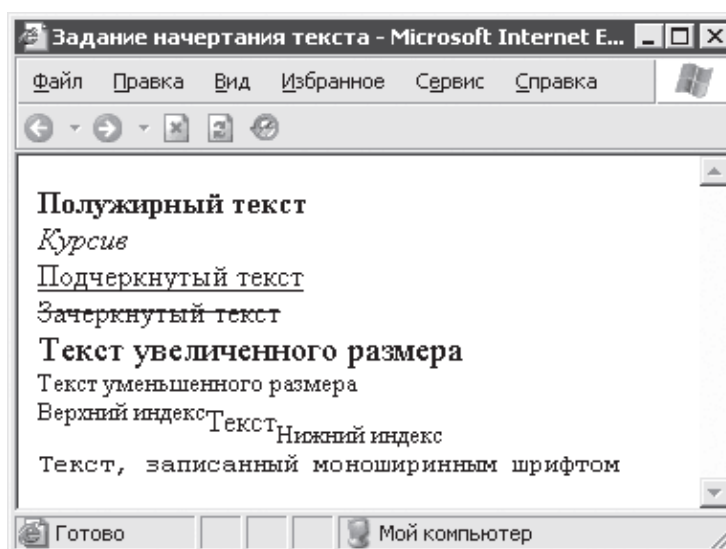 Задание начертания текста - Microsoft Internet E...
Файл Правка Вид Избранное Сервис Справка
Полужирный текст
Курсив
Подчеркнутый текст
Зачеркнутый текст
Текст увеличенного размера
Текст уменьшенного размера
Верхний индексТекстНижний индекс
Текст, записанный моноширинным шрифтом
Готово Мой компьютер